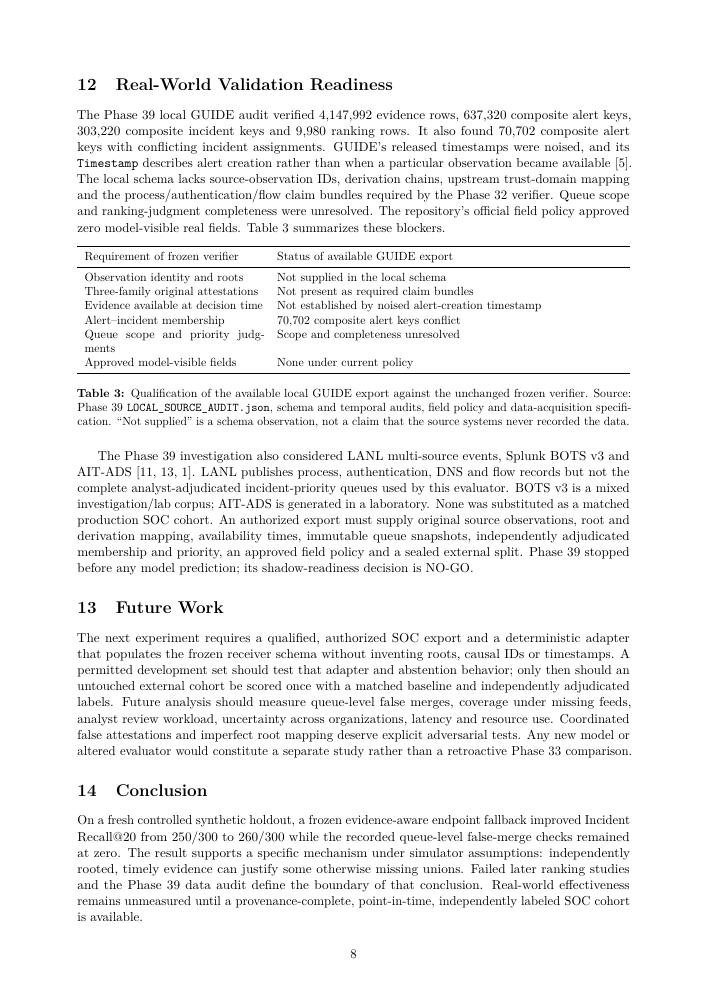 12 Real-World Validation Readiness
The Phase 39 local GUIDE audit verified 4,147,992 evidence rows, 637,320 composite alert keys,
303,220 composite incident keys and 9,980 ranking rows. It also found 70,702 composite alert
keys with conflicting incident assignments. GUIDE's released timestamps were noised, and its
Timestamp describes alert creation rather than when a particular observation became available [5].
The local schema lacks source-observation IDs, derivation chains, upstream trust-domain mapping
and the process/authentication/flow claim bundles required by the Phase 32 verifier. Queue scope
and ranking-judgment completeness were unresolved. The repository's official field policy approved
zero model-visible real fields. Table 3 summarizes these blockers.
Requirement of frozen verifier Status of available GUIDE export
Observation identity and roots Not supplied in the local schema
Three-family original attestations Not present as required claim bundles
Evidence available at decision time Not established by noised alert-creation timestamp
Alert–incident membership 70,702 composite alert keys conflict
Queue scope and priority judg- Scope and completeness unresolved
ments
Approved model-visible fields None under current policy
Table 3: Qualification of the available local GUIDE export against the unchanged frozen verifier. Source:
Phase 39 LOCAL_SOURCE_AUDIT.json, schema and temporal audits, field policy and data-acquisition specifi-
cation. “Not supplied” is a schema observation, not a claim that the source systems never recorded the data.
The Phase 39 investigation also considered LANL multi-source events, Splunk BOTS v3 and
AIT-ADS [11, 13, 1]. LANL publishes process, authentication, DNS and flow records but not the
complete analyst-adjudicated incident-priority queues used by this evaluator. BOTS v3 is a mixed
investigation/lab corpus; AIT-ADS is generated in a laboratory. None was substituted as a matched
production SOC cohort. An authorized export must supply original source observations, root and
derivation mapping, availability times, immutable queue snapshots, independently adjudicated
membership and priority, an approved field policy and a sealed external split. Phase 39 stopped
before any model prediction; its shadow-readiness decision is NO-GO.
13 Future Work
The next experiment requires a qualified, authorized SOC export and a deterministic adapter
that populates the frozen receiver schema without inventing roots, causal IDs or timestamps. A
permitted development set should test that adapter and abstention behavior; only then should an
untouched external cohort be scored once with a matched baseline and independently adjudicated
labels. Future analysis should measure queue-level false merges, coverage under missing feeds,
analyst review workload, uncertainty across organizations, latency and resource use. Coordinated
false attestations and imperfect root mapping deserve explicit adversarial tests. Any new model or
altered evaluator would constitute a separate study rather than a retroactive Phase 33 comparison.
14 Conclusion
On a fresh controlled synthetic holdout, a frozen evidence-aware endpoint fallback improved Incident
Recall@20 from 250/300 to 260/300 while the recorded queue-level false-merge checks remained
at zero. The result supports a specific mechanism under simulator assumptions: independently
rooted, timely evidence can justify some otherwise missing unions. Failed later ranking studies
and the Phase 39 data audit define the boundary of that conclusion. Real-world effectiveness
remains unmeasured until a provenance-complete, point-in-time, independently labeled SOC cohort
is available.
8